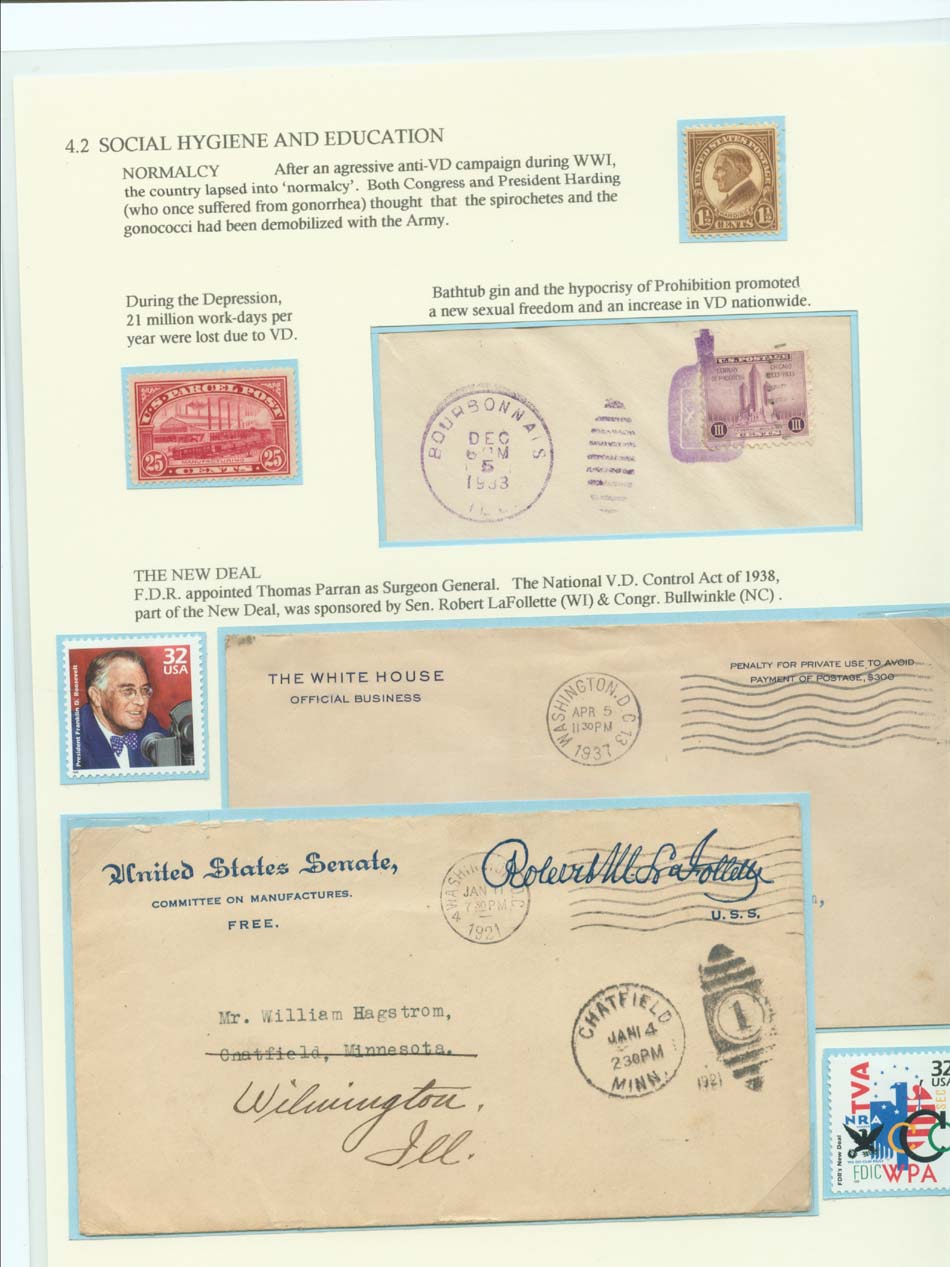 4.2 SOCIAL HYGIENE AND EDUCATION
NORMALCY After an agressive anti-VD campaign during WWI,
the country lapsed into 'normalcy'. Both Congress and President Harding
(who once suffered from gonorrhea) thought that the spirochetes and the
gonococci had been demobilized with the Army.
UNITED STATES POSTAGE
HARDING
1½ 1½
CENTS
During the Depression,
21 million work-days per
year were lost due to VD.
Bathtub gin and the hypocrisy of Prohibition promoted
a new sexual freedom and an increase in VD nationwide.
U.S. PARCEL POST
25 25
MANUFACTURING
CENTS
BOURBONNAIS
DEC
5
1933
ILL.
U.S. POSTAGE
CENTURY CHICAGO
OF PROGRESS
III III
CENTS
THE NEW DEAL
F.D.R. appointed Thomas Parran as Surgeon General. The National V.D. Control Act of 1938,
part of the New Deal, was sponsored by Sen. Robert LaFollette (WI) & Congr. Bullwinkle (NC) .
32
USA
President Franklin D. Roosevelt
THE WHITE HOUSE
OFFICIAL BUSINESS
WASHINGTON, D.C. 13
APR 5
11 30 PM
1937
PENALTY FOR PRIVATE USE TO AVOID
PAYMENT OF POSTAGE, $300
United States Senate,
COMMITTEE ON MANUFACTURES.
FREE.
WASHINGTON D.C.
JAN 11
7 30 PM
4
1921
Robert M La Follette
U. S. S.
n,
Mr. William Hagstrom,
Chatfield, Minnesota.
Wilmington.
Ill.
CHATFIELD
JAN 14
2 30 PM
MINN.
1921
1
32
USA
TVA
SEC
NRA
FDIC
WPA
FDR's New Deal